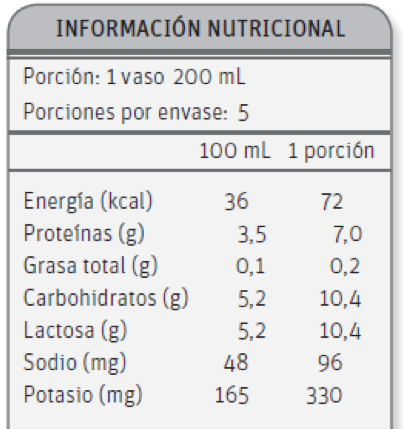 INFORMACIÓN NUTRICIONAL
Porción: 1 vaso 200 mL
Porciones por envase: 5
100 mL 1 porción
Energía (kcal) 36 72
Proteínas (g) 3,5 7,0
Grasa total (g) 0,1 0,2
Carbohidratos (g) 5,2 10,4
Lactosa (g) 5,2 10,4
Sodio (mg) 48 96
Potasio (mg) 165 330